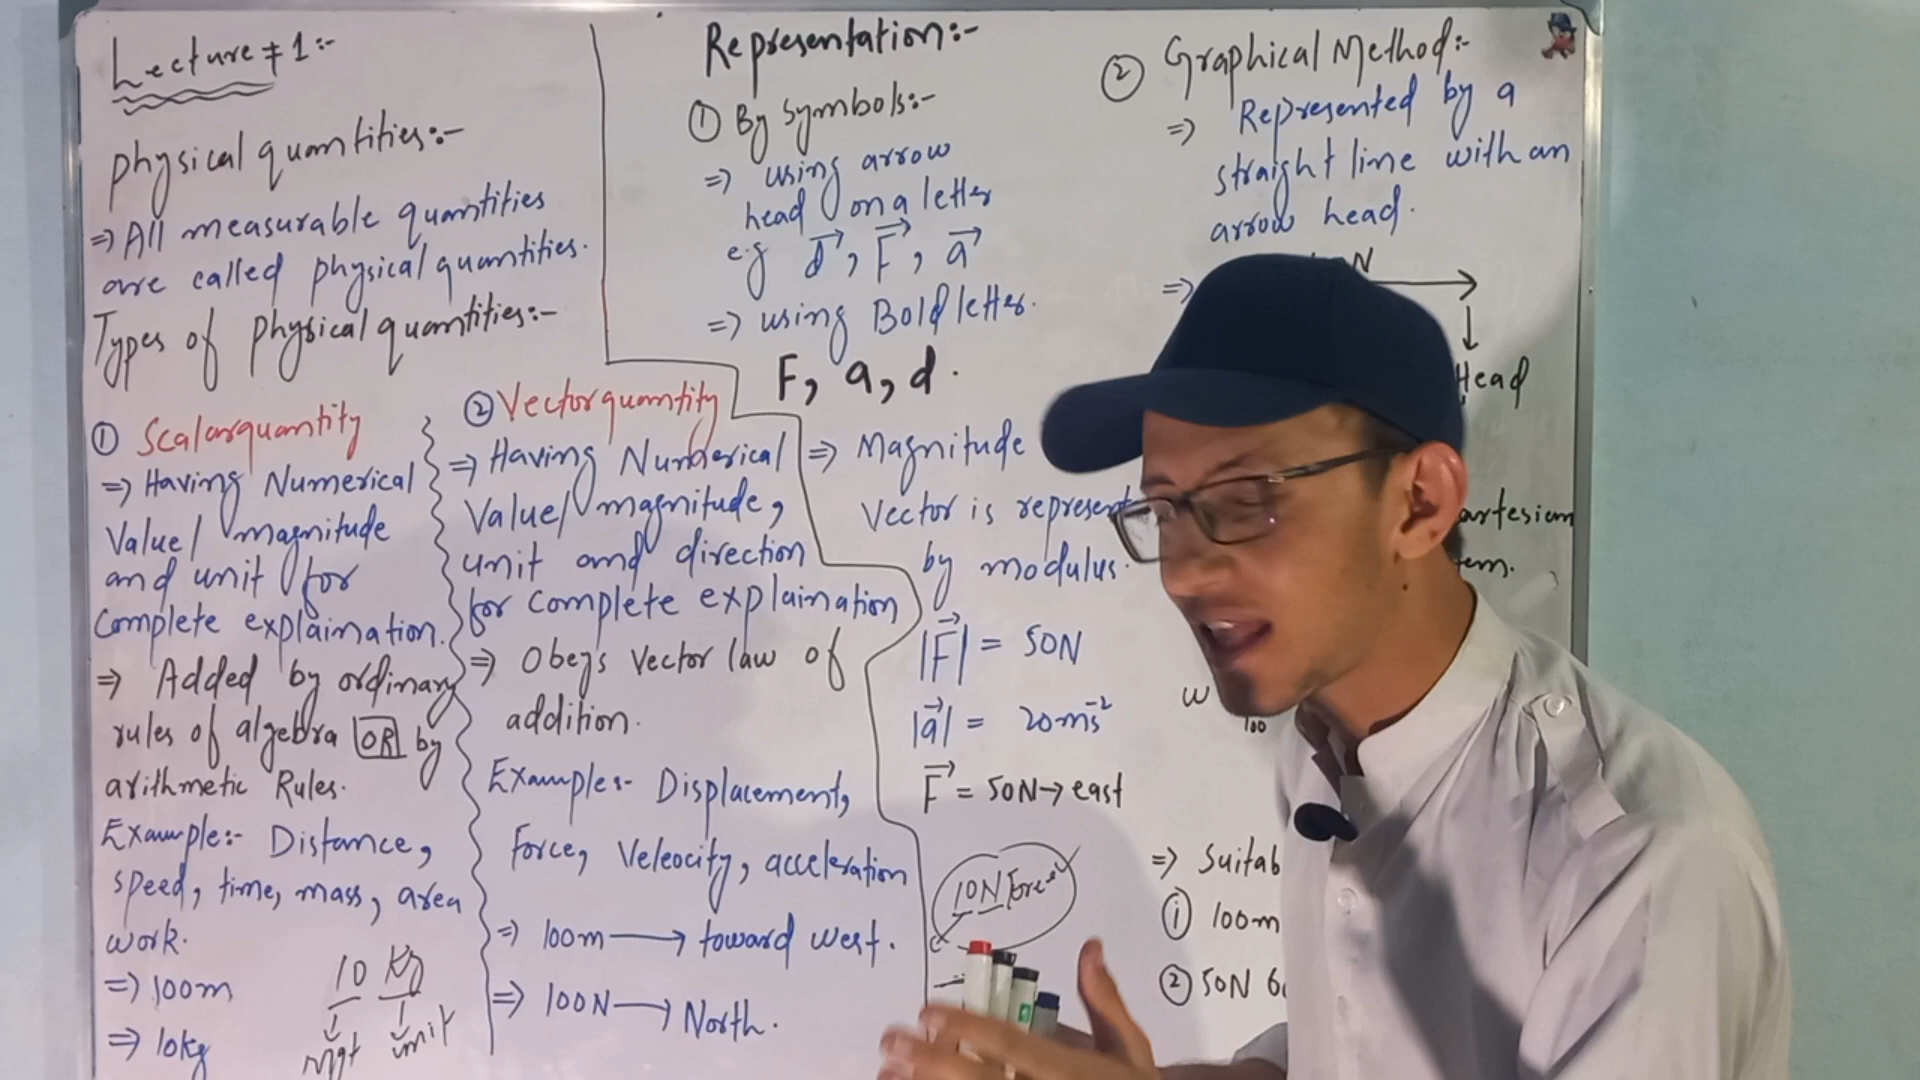 Lecture # 1:-
Physical quantities:-
=> All measurable quantities
are called physical quantities.
Types of physical quantities:-
① Scalar quantity
=> Having Numerical
Value/ magnitude
and unit for
Complete explaination.
=> Added by ordinary
rules of algebra OR by
arithmetic Rules.
Example:- Distance,
speed, time, mass, area
work.
=> 100m
=> 10kg
10 kg
mgt unit
② Vector quantity
=> Having Numerical
Value/ magnitude,
unit and direction
for complete explaination
=> Obeys Vector law of
addition.
Example:- Displacement,
force, Veleocity, acceleration
=> 100m → toward West.
=> 100N → North.
Representation:-
① By Symbols:-
=> using arrow
head on a letter
e.g d⃗, F⃗, a⃗
=> using Bold letter.
F, a, d.
=> Magnitude
Vector is represent
by modulus.
|F⃗| = 50N
|a⃗| = 20ms⁻²
F⃗ = 50N → east
10N Force
② Graphical Method:-
=> Represented by a
straight line with an
arrow head.
=> N
Head
artesian
tem.
W
100
=> Suitab
① 100m
② 50N